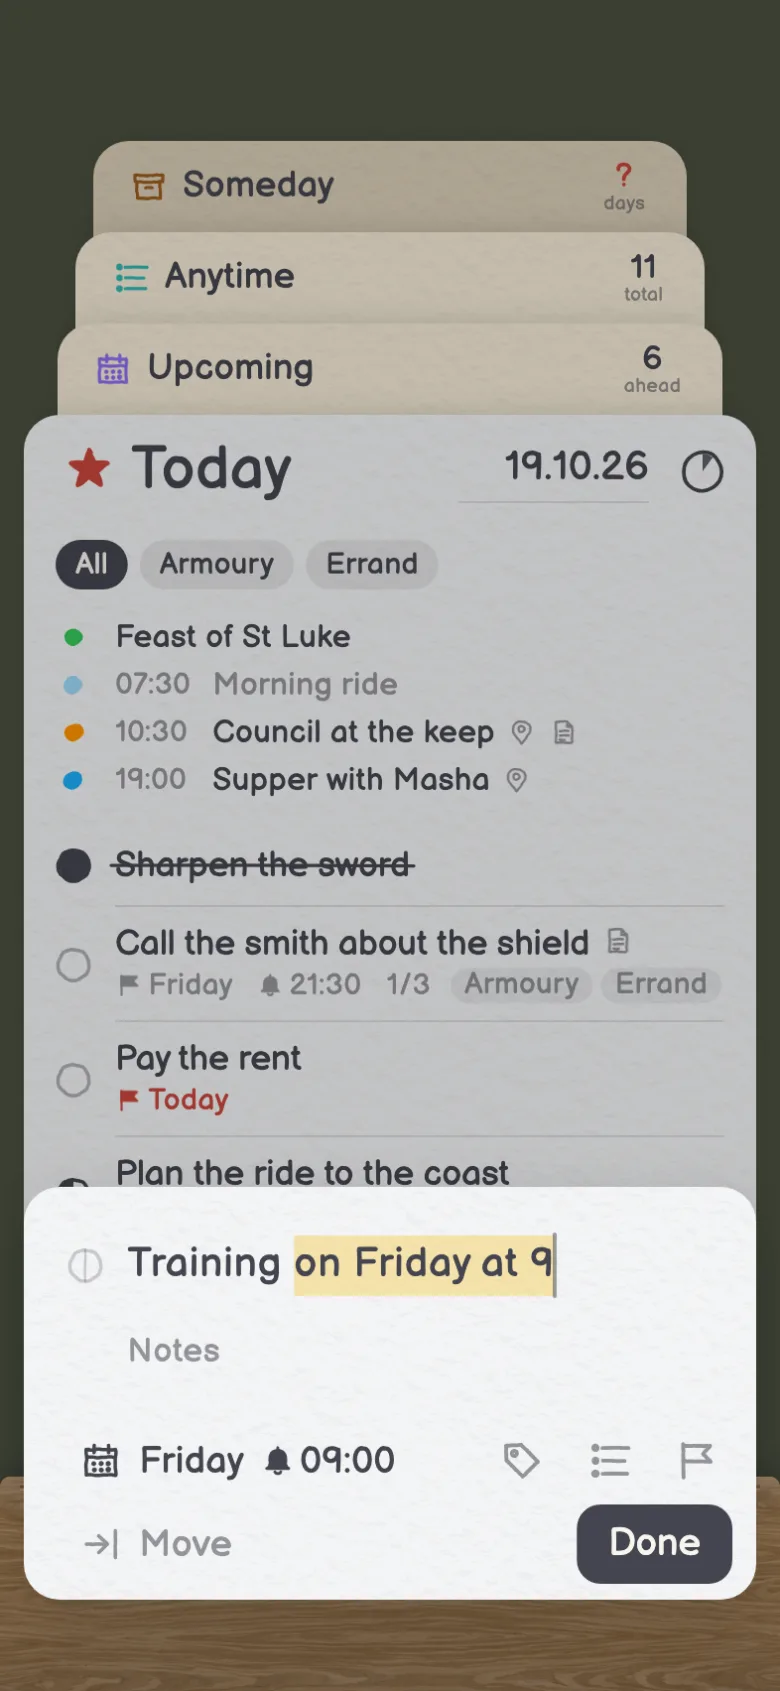 Someday
?
days
Anytime
11
total
Upcoming
6
ahead
Today
19.10.26
All Armoury Errand
Feast of St Luke
07:30 Morning ride
10:30 Council at the keep
19:00 Supper with Masha
Sharpen the sword
Call the smith about the shield
Friday 21:30 1/3 Armoury Errand
Pay the rent
Today
Plan the ride to the coast
Training on Friday at 9
Notes
Friday 09:00
Move
Done